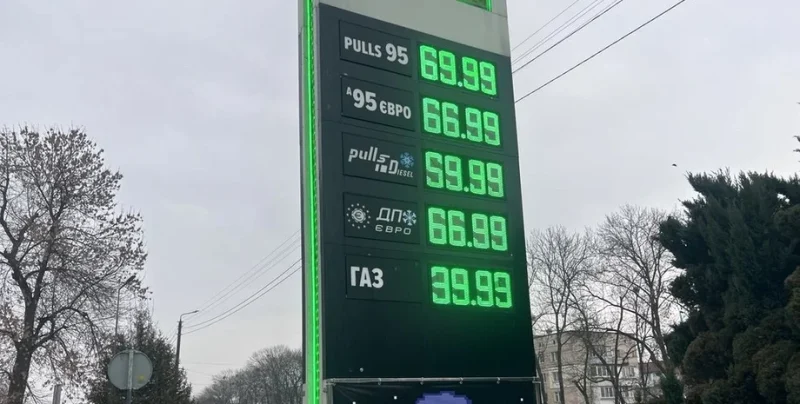 PULLS 95 69.99
А95 ЄВРО 66.99
pulls Diesel 69.99
ДП ЄВРО 66.99
ГАЗ 39.99